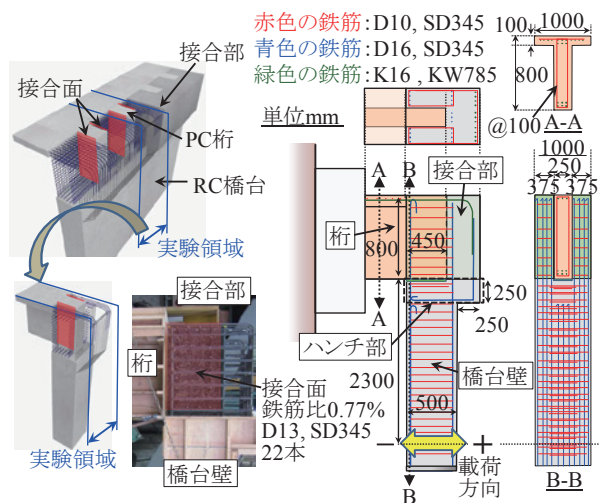 赤色の鉄筋:D10, SD345
青色の鉄筋:D16, SD345
緑色の鉄筋:K16 , KW785
単位mm
接合部
接合面
PC桁
RC橋台
実験領域
接合部
桁
接合面
鉄筋比0.77%
D13, SD345
22本
橋台壁
実験領域
A
B
接合部
桁
800
450
A
250
250
ハンチ部
2300
橋台壁
500
−
+
載荷
方向
B
1000
100
800
@100
A-A
1000
250
375
375
B-B